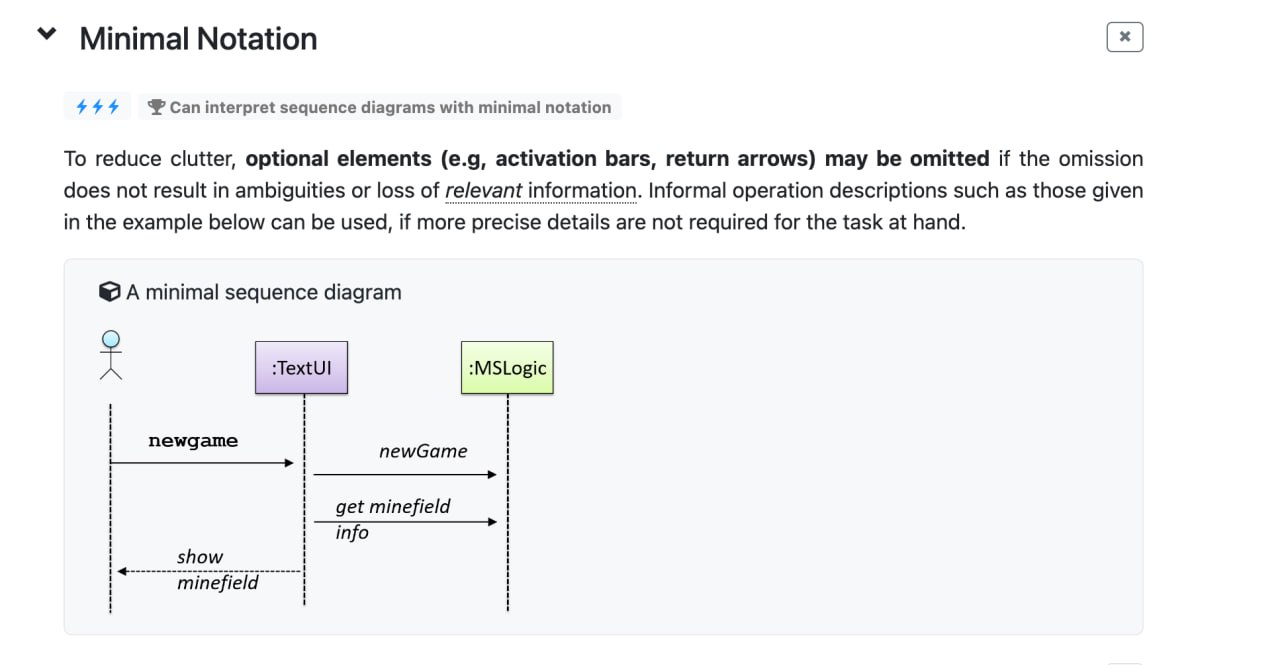 Minimal Notation
Can interpret sequence diagrams with minimal notation
To reduce clutter, optional elements (e.g, activation bars, return arrows) may be omitted if the omission
does not result in ambiguities or loss of relevant information. Informal operation descriptions such as those given
in the example below can be used, if more precise details are not required for the task at hand.
A minimal sequence diagram
:TextUI
:MSLogic
newgame
newGame
get minefield
info
show
minefield